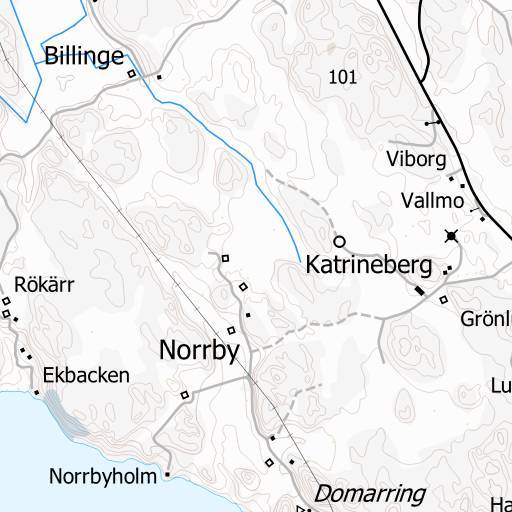 Billinge
101
Viborg
Vallmo
Katrineberg
Rökärr
Grönl
Norrby
Ekbacken
Lu
Norrbyholm
Domarring
Ha